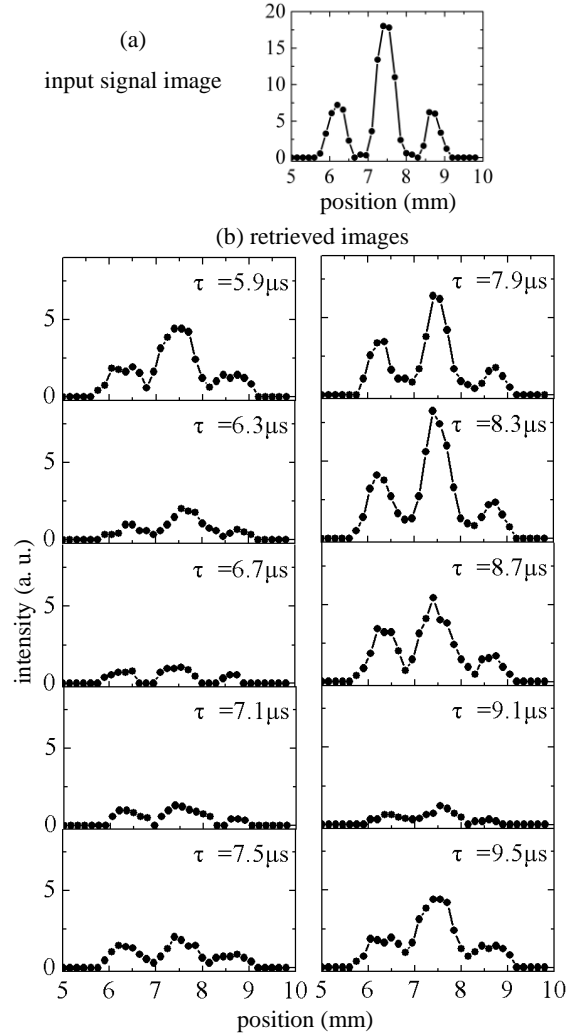 (a)
input signal image
20
15
10
5
0
5 6 7 8 9 10
position (mm)
(b) retrieved images
τ =5.9μs
τ =7.9μs
5
0
τ =6.3μs
τ =8.3μs
5
0
τ =6.7μs
τ =8.7μs
5
0
τ =7.1μs
τ =9.1μs
5
0
τ =7.5μs
τ =9.5μs
5
0
intensity (a. u.)
5 6 7 8 9 10 5 6 7 8 9 10
position (mm)